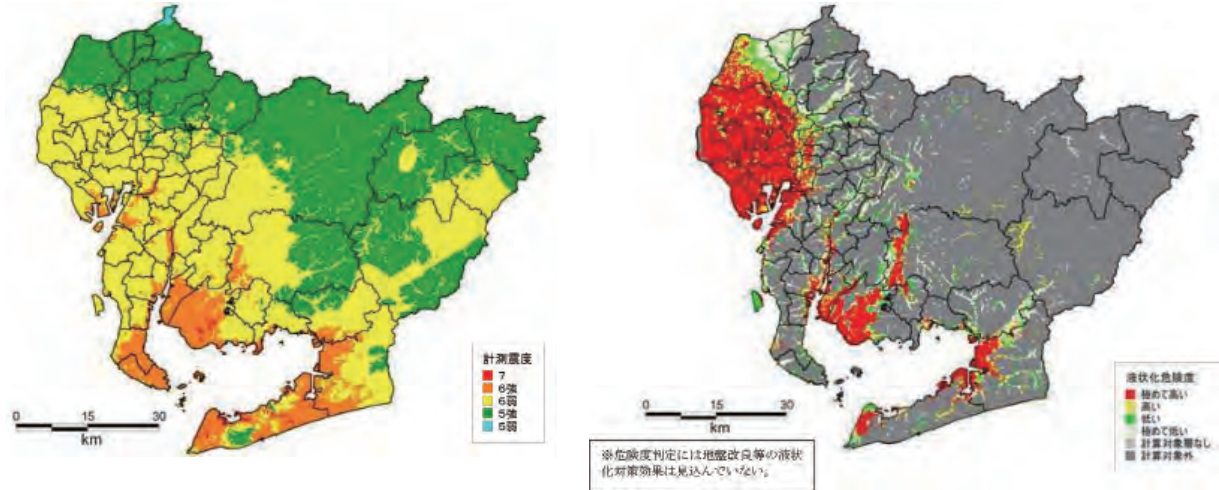 計測震度
7
6強
6弱
5強
5弱
0 15 30
km
液状化危険度
極めて高い
高い
低い
極めて低い
計算対象層なし
計算対象外
0 15 30
km
※危険度判定には地盤改良等の液状
化対策効果は見込んでいない。